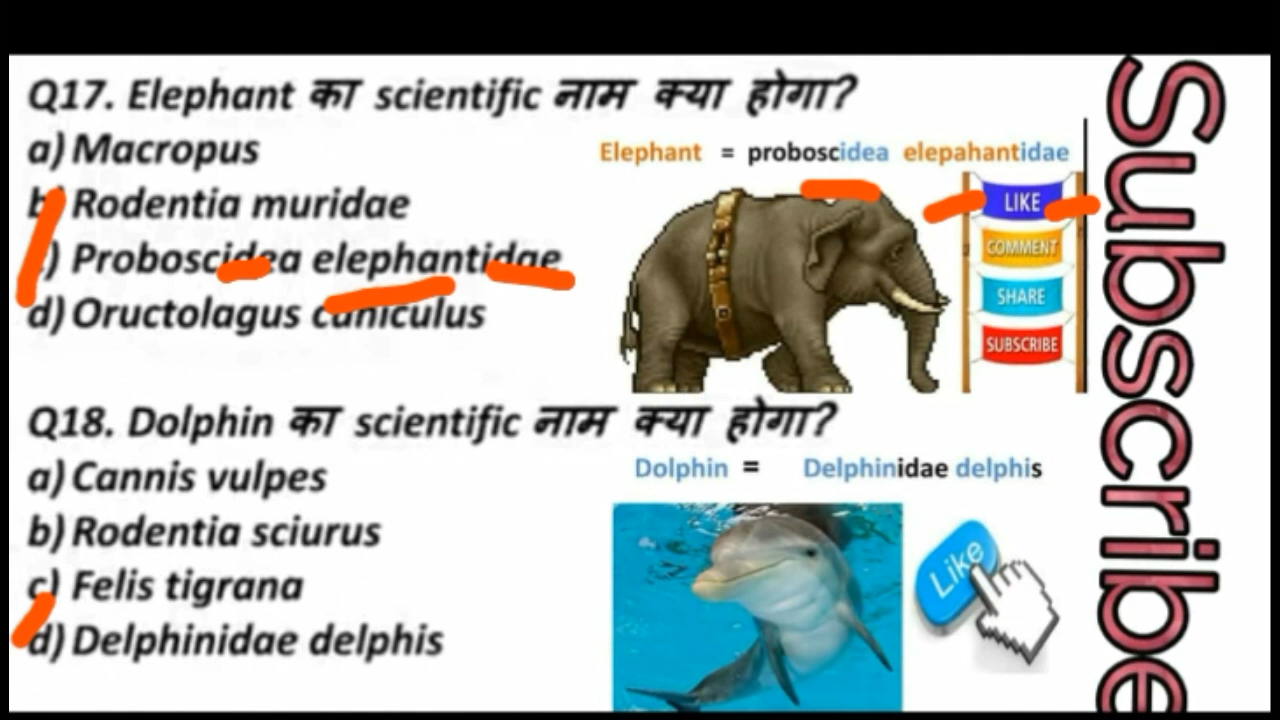 Q17. Elephant का scientific नाम क्या होगा?
a) Macropus
b) Rodentia muridae
c) Proboscidea elephantidae
d) Oructolagus cuniculus
Elephant = proboscidea elepahantidae
LIKE
COMMENT
SHARE
SUBSCRIBE
Q18. Dolphin का scientific नाम क्या होगा?
a) Cannis vulpes
b) Rodentia sciurus
c) Felis tigrana
d) Delphinidae delphis
Dolphin = Delphinidae delphis
Like
Subscribe